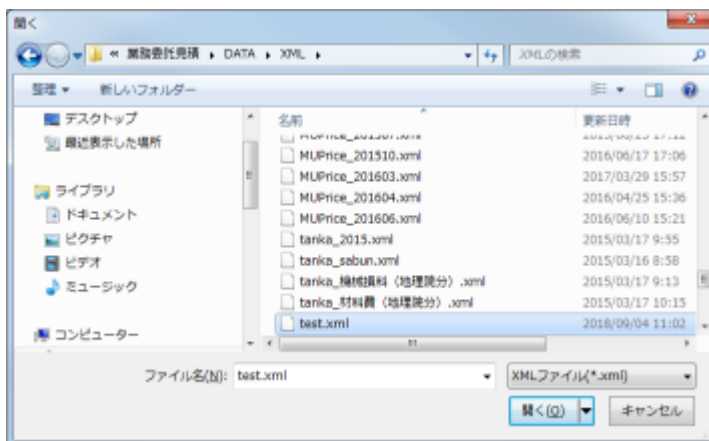 開く
« 業務委託見積 ▸ DATA ▸ XML ▸
XMLの検索
整理 ▾ 新しいフォルダー
デスクトップ
最近表示した場所
ライブラリ
ドキュメント
ピクチャ
ビデオ
ミュージック
コンピューター
名前 更新日時
MUPrice_201510.xml 2016/06/17 17:06
MUPrice_201603.xml 2017/03/29 15:57
MUPrice_201604.xml 2016/04/25 15:36
MUPrice_201606.xml 2016/06/10 15:21
tanka_2015.xml 2015/03/17 9:55
tanka_sabun.xml 2015/03/16 8:58
tanka_機械損料（地理院分）.xml 2015/03/17 9:13
tanka_材料費（地理院分）.xml 2015/03/17 10:15
test.xml 2018/09/04 11:02
ファイル名(N): test.xml
XMLファイル(*.xml)
開く(O) キャンセル